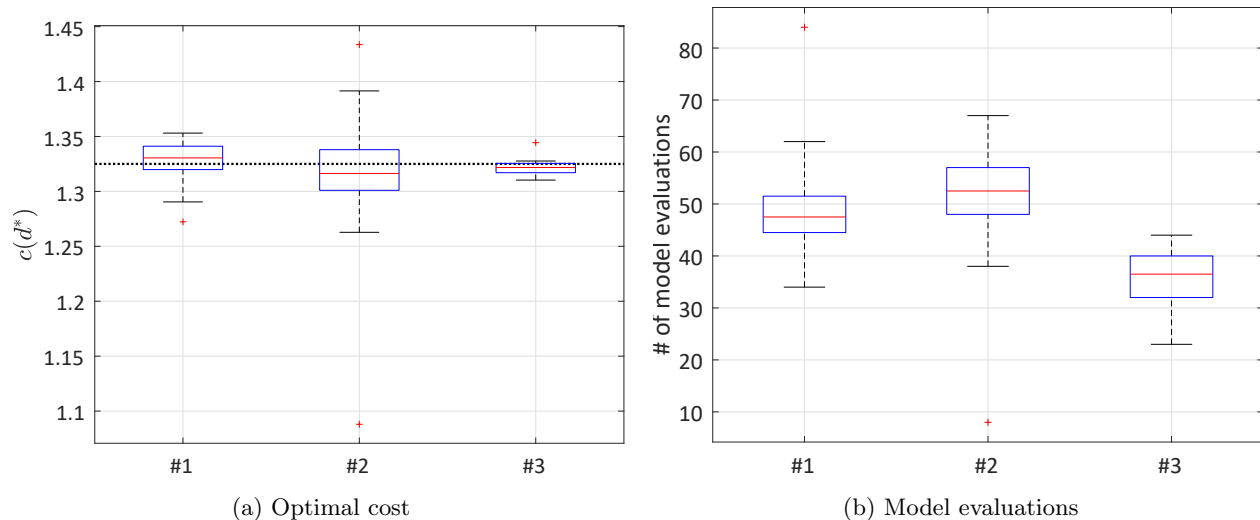 1.45
1.4
1.35
1.3
1.25
1.2
1.15
1.1
c(d*)
#1 #2 #3
(a) Optimal cost
80
70
60
50
40
30
20
10
# of model evaluations
#1 #2 #3
(b) Model evaluations